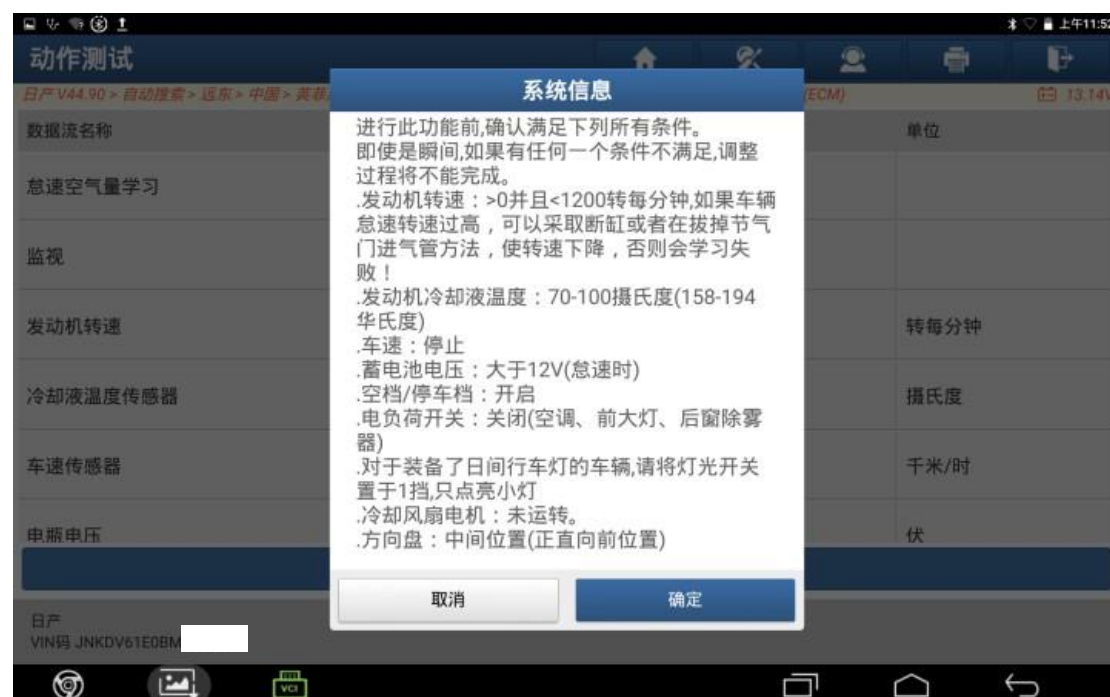 上午11:52
动作测试
日产 V44.90 > 自动搜索 > 远东 > 中国 > 英菲
(ECM)
13.14V
系统信息
数据流名称
单位
进行此功能前,确认满足下列所有条件。
即使是瞬间,如果有任何一个条件不满足,调整
过程将不能完成。
.发动机转速：>0并且<1200转每分钟,如果车辆
怠速转速过高，可以采取断缸或者在拔掉节气
门进气管方法，使转速下降，否则会学习失
败！
.发动机冷却液温度：70-100摄氏度(158-194
华氏度)
.车速：停止
.蓄电池电压：大于12V(怠速时)
.空档/停车档：开启
.电负荷开关：关闭(空调、前大灯、后窗除雾
器)
.对于装备了日间行车灯的车辆,请将灯光开关
置于1挡,只点亮小灯
.冷却风扇电机：未运转。
.方向盘：中间位置(正直向前位置)
怠速空气量学习
监视
发动机转速
转每分钟
冷却液温度传感器
摄氏度
车速传感器
千米/时
电瓶电压
伏
取消
确定
日产
VIN码 JNKDV61E0BM
VCI